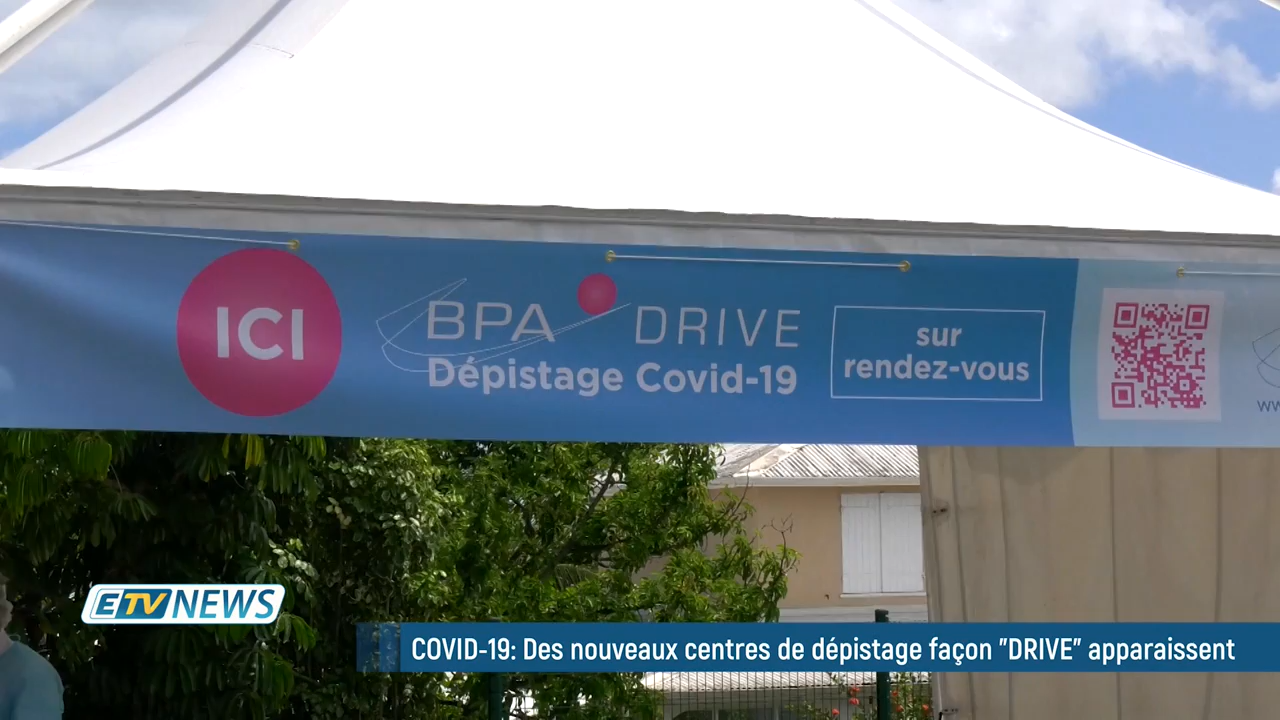 ICI
BPA DRIVE
Dépistage Covid-19
sur
rendez-vous
ETV NEWS
COVID-19: Des nouveaux centres de dépistage façon "DRIVE" apparaissent